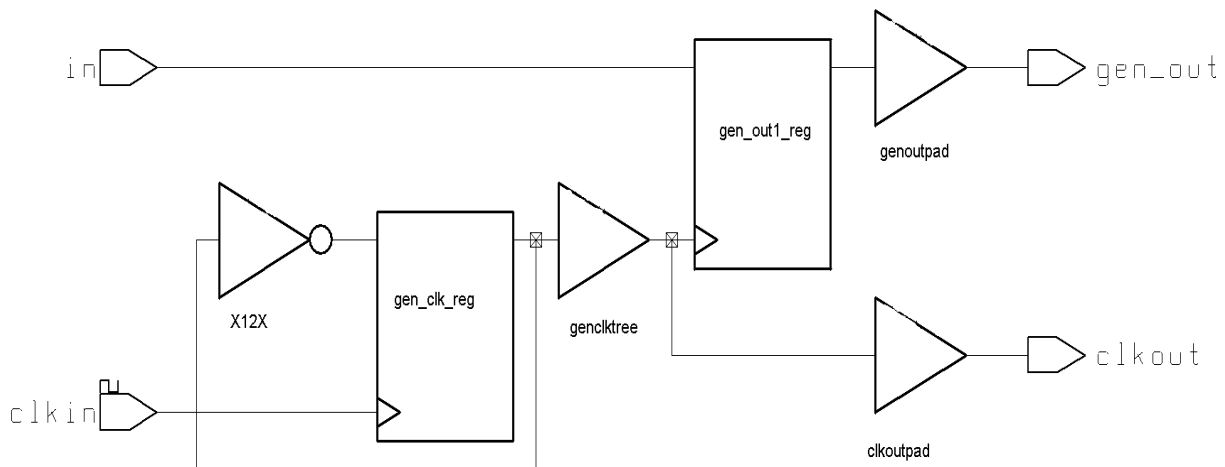 in
gen_out1_reg
genoutpad
gen_out
X12X
gen_clk_reg
genclktree
clkin
clkoutpad
clkout